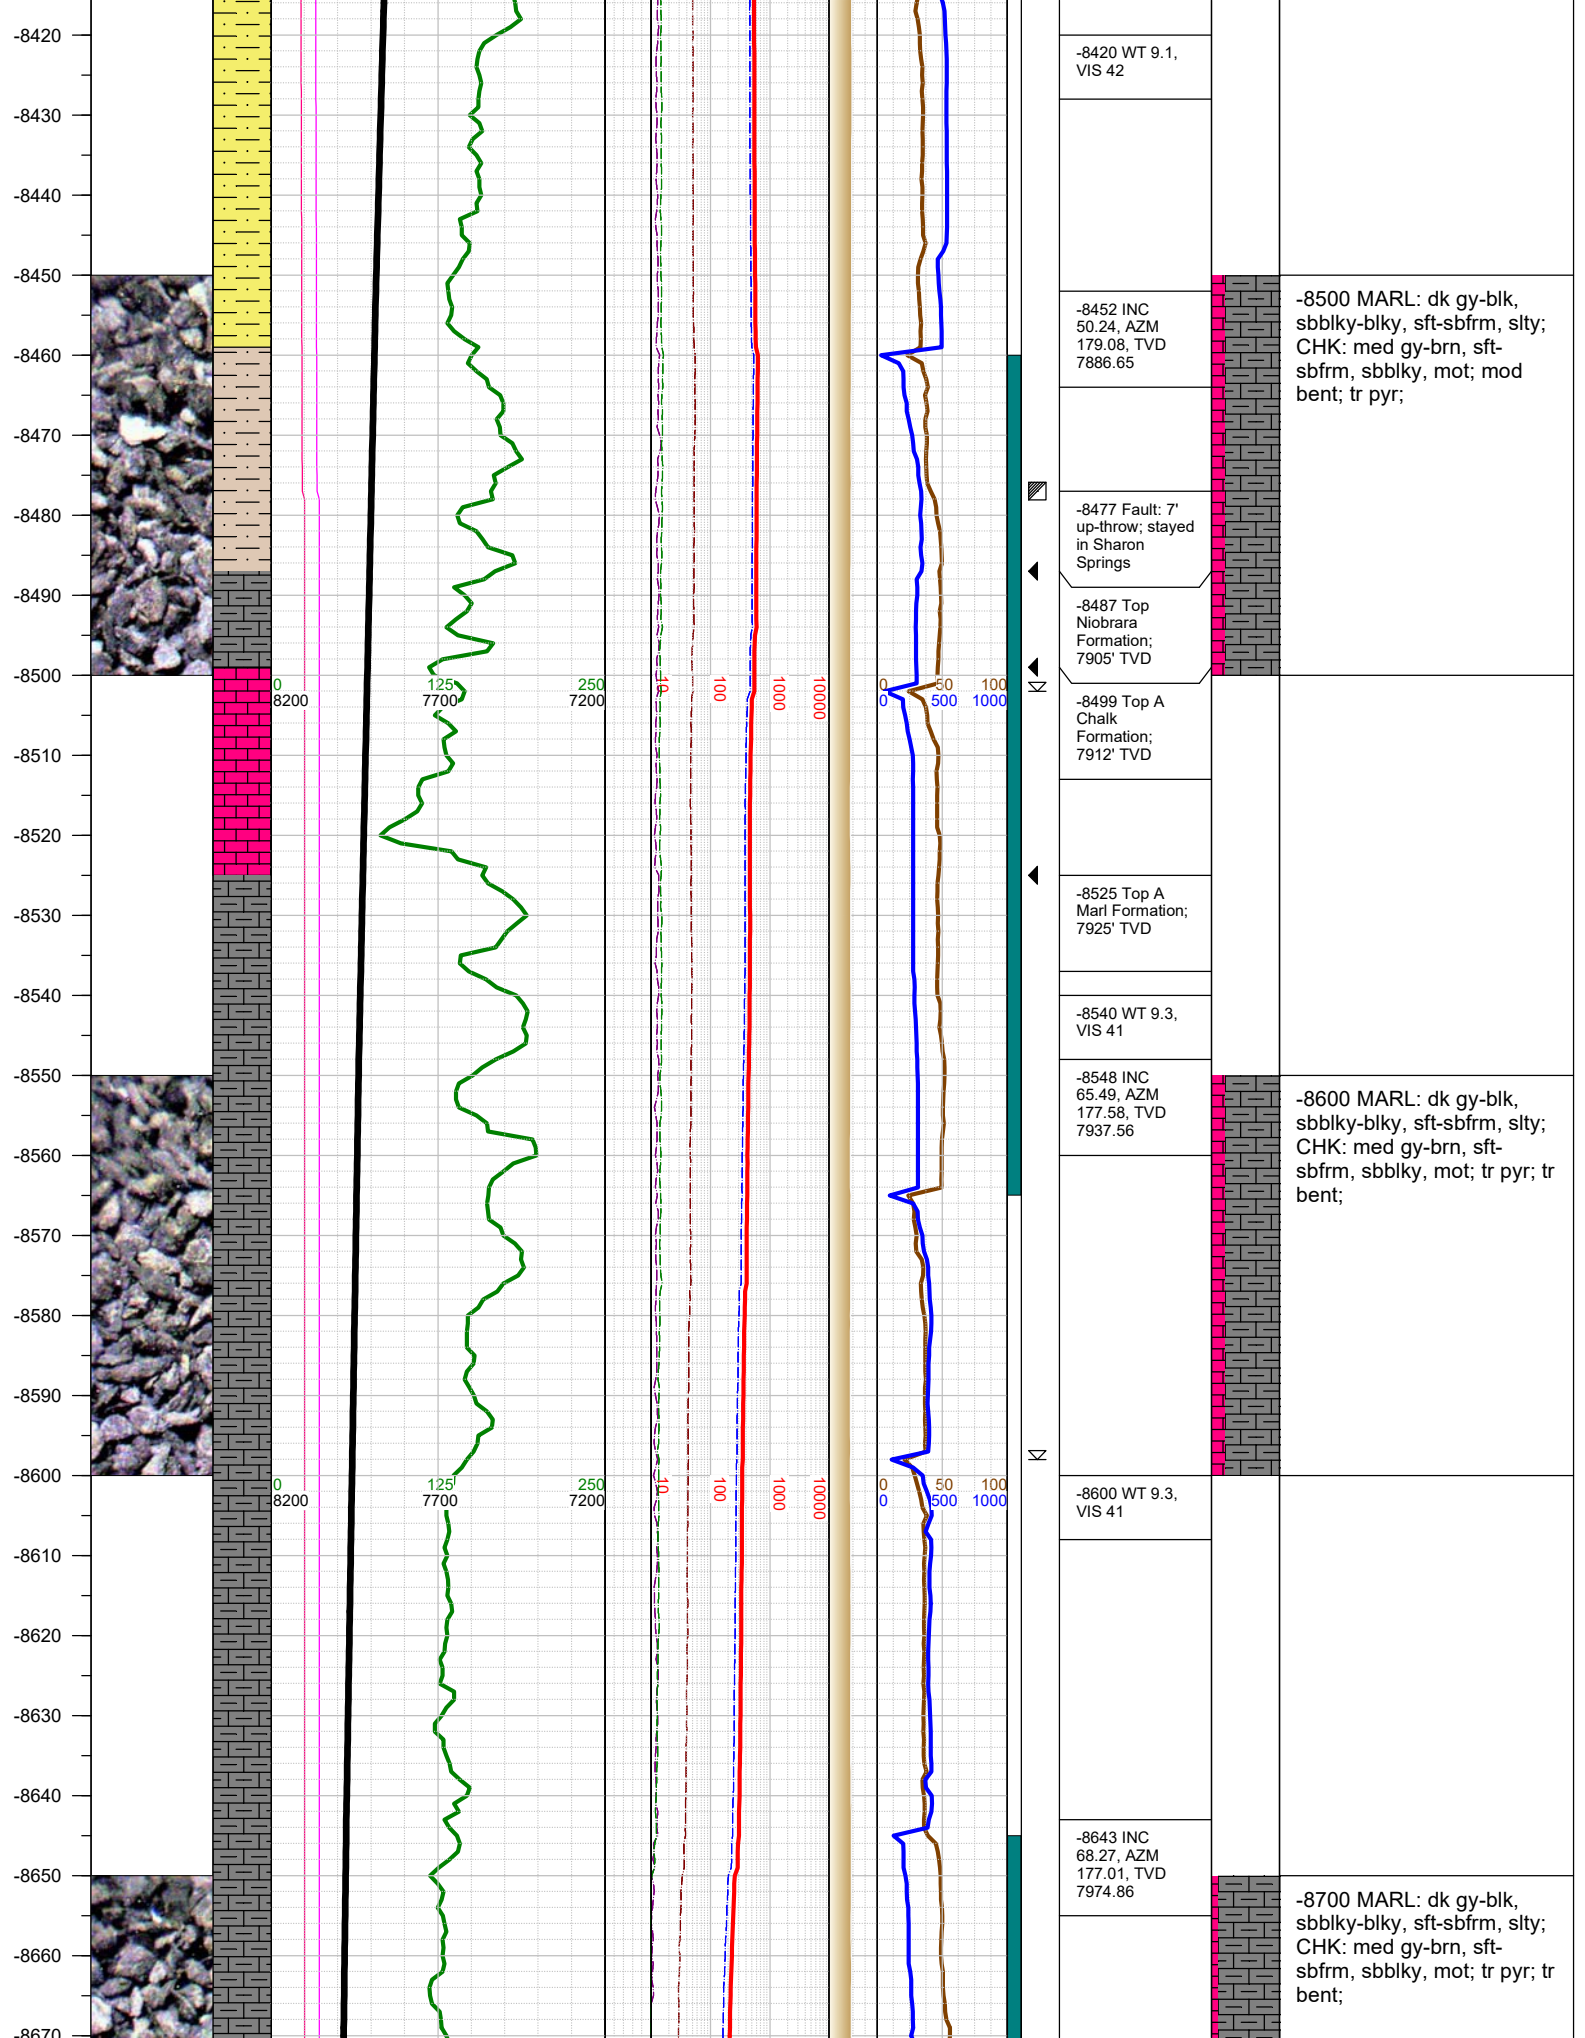 -8420
-8430
-8440
-8450
-8460
-8470
-8480
-8490
-8500
-8510
-8520
-8530
-8540
-8550
-8560
-8570
-8580
-8590
-8600
-8610
-8620
-8630
-8640
-8650
-8660
-8670
0 125 250
8200 7700 7200
10 100 1000 10000
0 50 100
0 500 1000
0 125 250
8200 7700 7200
10 100 1000 10000
0 50 100
0 500 1000
-8420 WT 9.1,
VIS 42
-8452 INC
50.24, AZM
179.08, TVD
7886.65
-8477 Fault: 7'
up-throw; stayed
in Sharon
Springs
-8487 Top
Niobrara
Formation;
7905' TVD
-8499 Top A
Chalk
Formation;
7912' TVD
-8525 Top A
Marl Formation;
7925' TVD
-8540 WT 9.3,
VIS 41
-8548 INC
65.49, AZM
177.58, TVD
7937.56
-8600 WT 9.3,
VIS 41
-8643 INC
68.27, AZM
177.01, TVD
7974.86
-8500 MARL: dk gy-blk,
sbblky-blky, sft-sbfrm, slty;
CHK: med gy-brn, sft-
sbfrm, sbblky, mot; mod
bent; tr pyr;
-8600 MARL: dk gy-blk,
sbblky-blky, sft-sbfrm, slty;
CHK: med gy-brn, sft-
sbfrm, sbblky, mot; tr pyr; tr
bent;
-8700 MARL: dk gy-blk,
sbblky-blky, sft-sbfrm, slty;
CHK: med gy-brn, sft-
sbfrm, sbblky, mot; tr pyr; tr
bent;